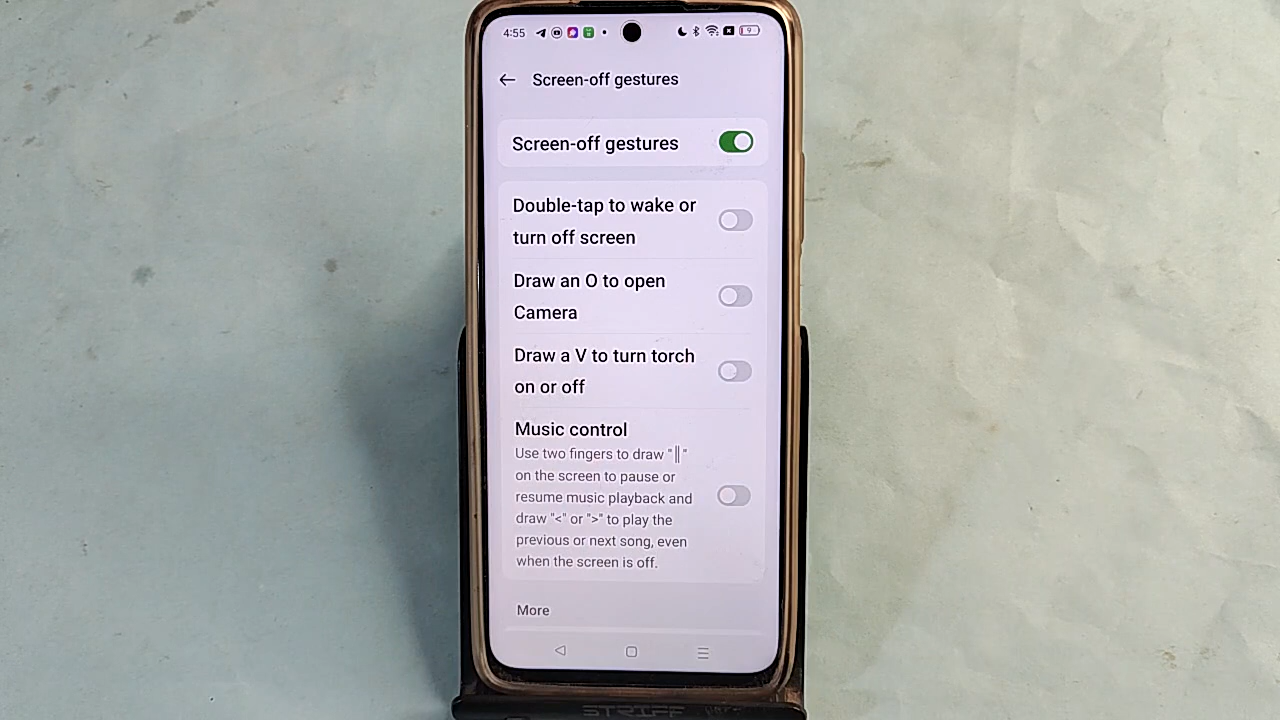 4:55
9
Screen-off gestures
Screen-off gestures
Double-tap to wake or
turn off screen
Draw an O to open
Camera
Draw a V to turn torch
on or off
Music control
Use two fingers to draw "║"
on the screen to pause or
resume music playback and
draw "<" or ">" to play the
previous or next song, even
when the screen is off.
More
STRIFF